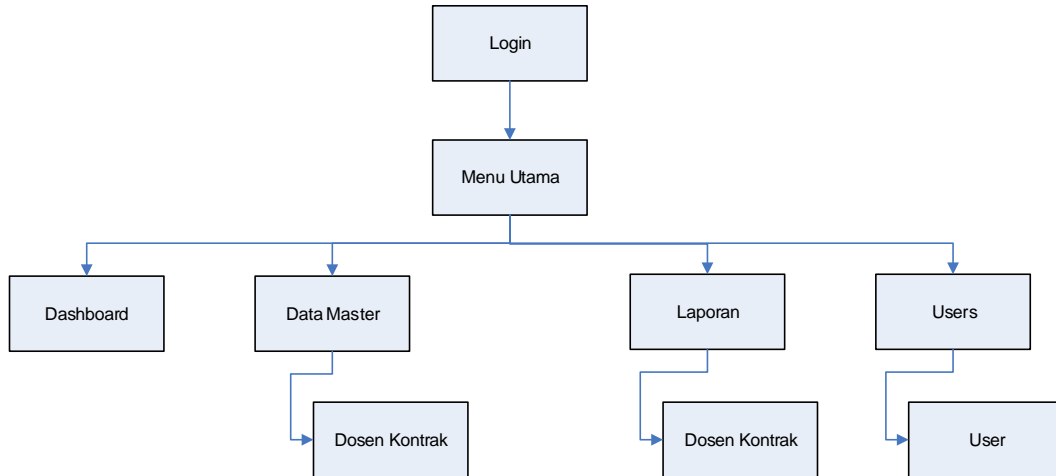 Login
Menu Utama
Dashboard
Data Master
Laporan
Users
Dosen Kontrak
Dosen Kontrak
User